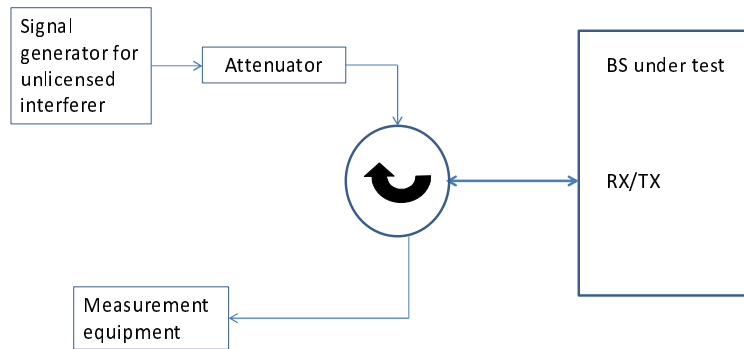 Signal
generator for
unlicensed
interferer
Attenuator
BS under test
RX/TX
Measurement
equipment